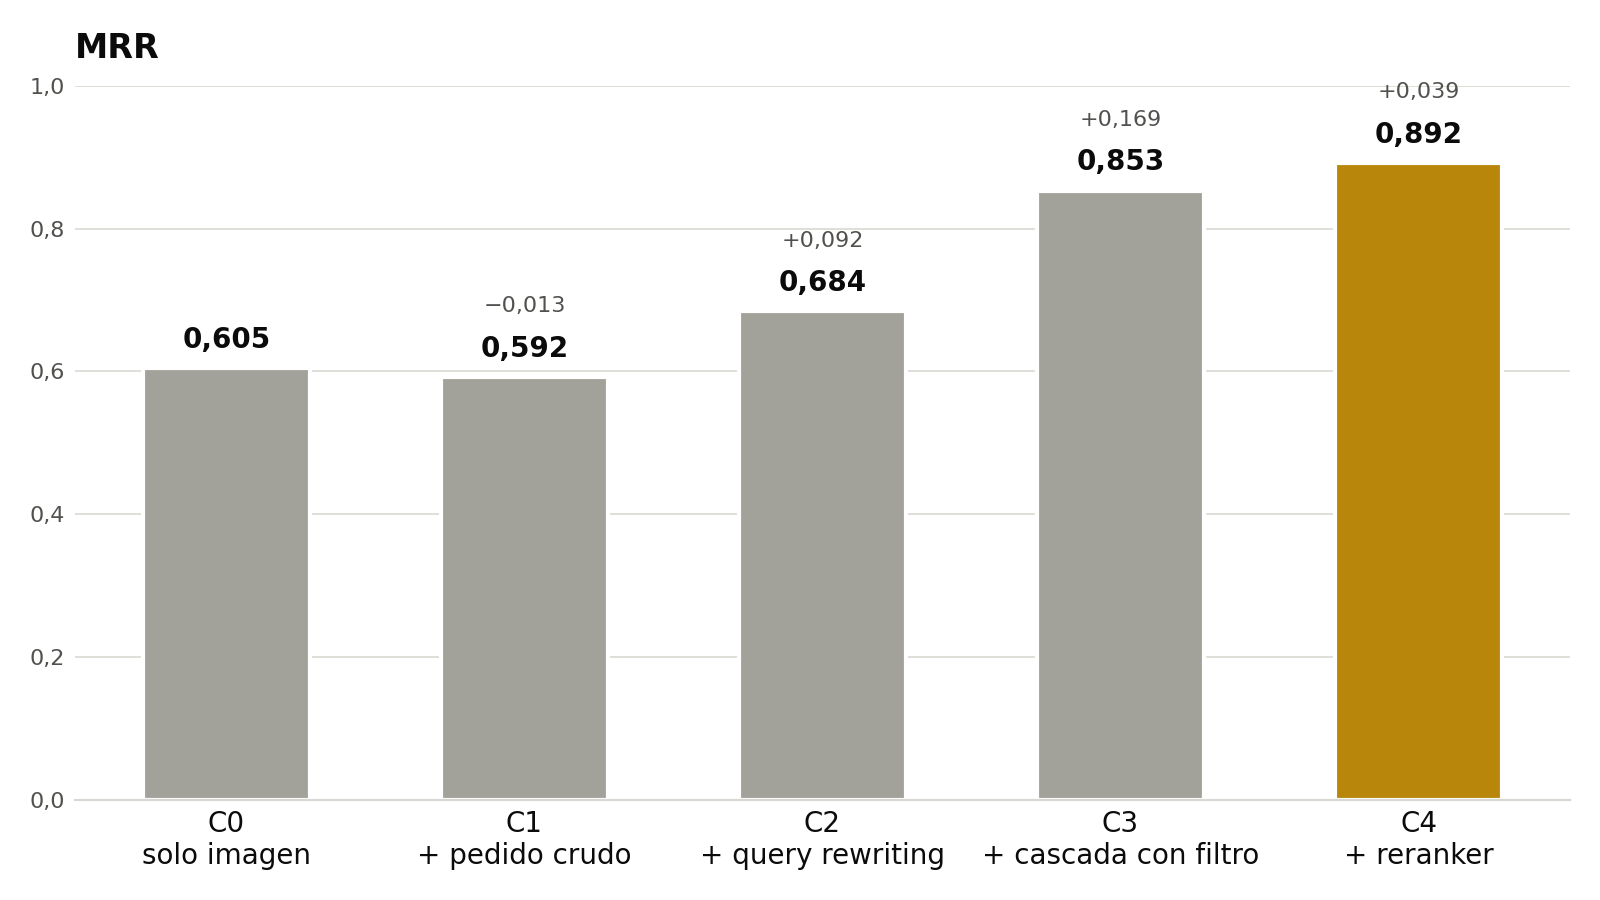 MRR
1,0
0,8
0,6
0,4
0,2
0,0
0,605
−0,013
0,592
+0,092
0,684
+0,169
0,853
+0,039
0,892
C0
solo imagen
C1
+ pedido crudo
C2
+ query rewriting
C3
+ cascada con filtro
C4
+ reranker